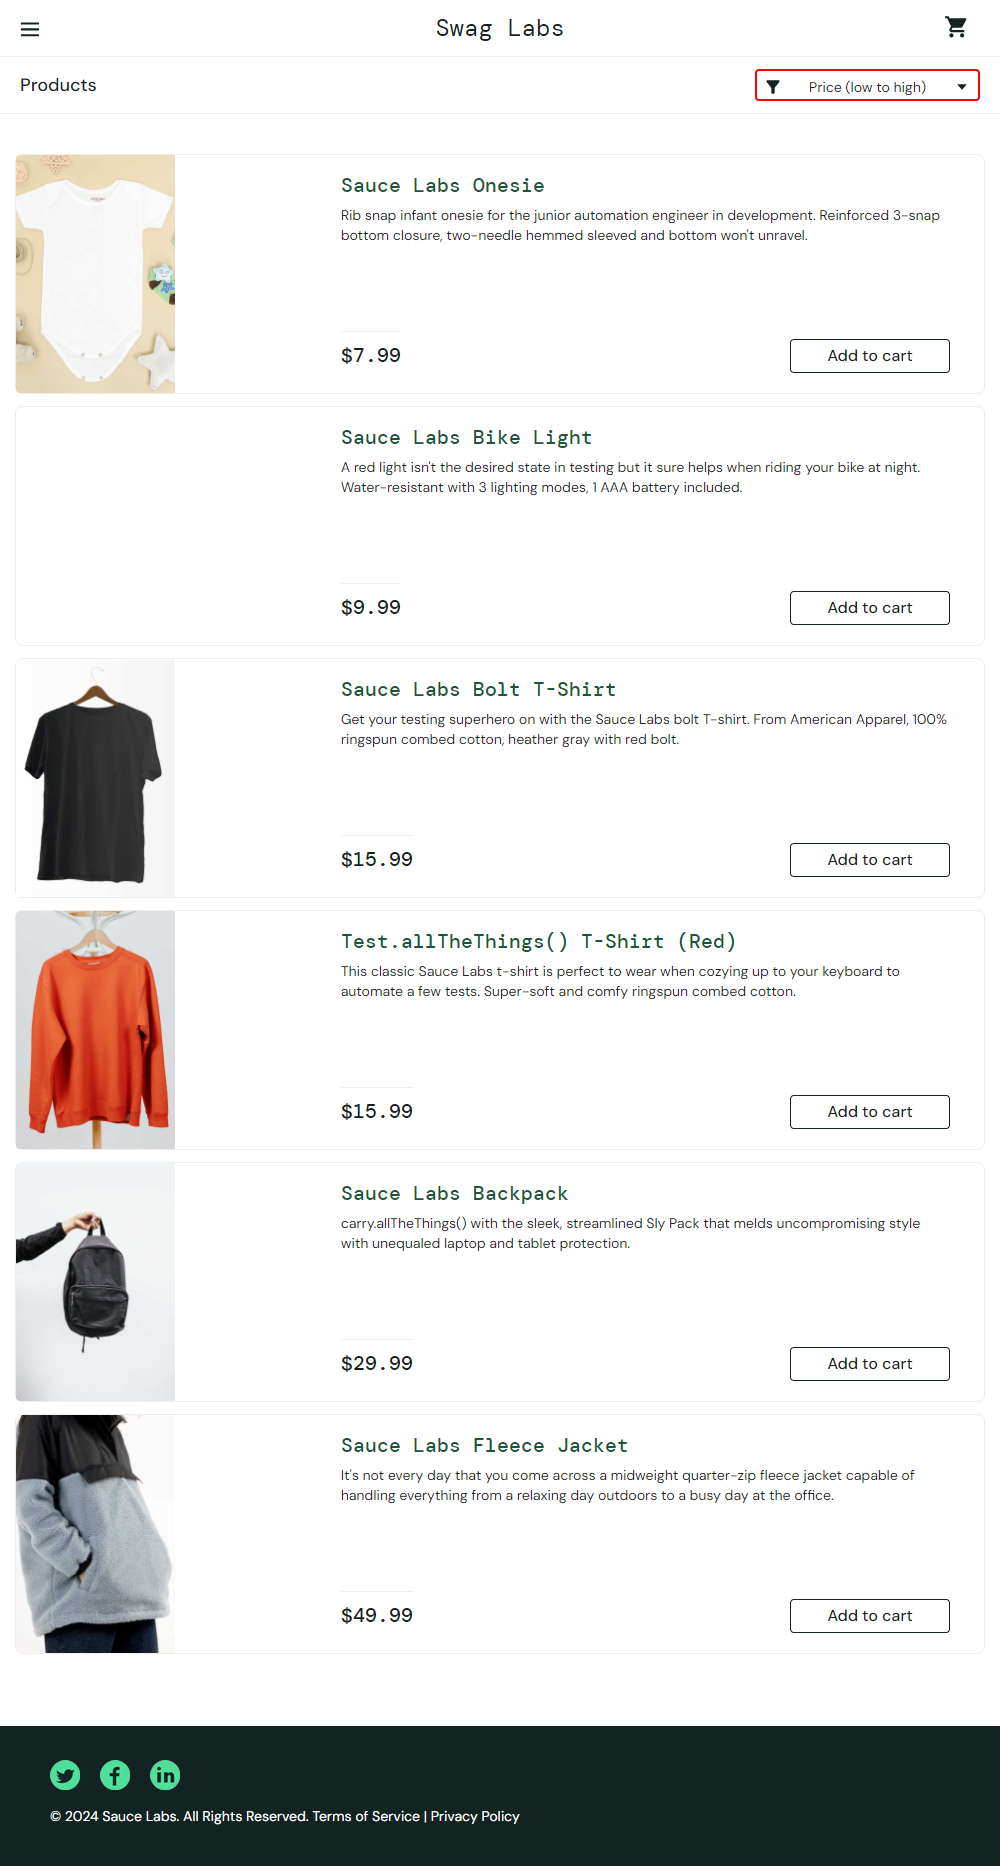 Swag Labs
Products
Price (low to high)
Sauce Labs Onesie
Rib snap infant onesie for the junior automation engineer in development. Reinforced 3-snap
bottom closure, two-needle hemmed sleeved and bottom won't unravel.
$7.99
Add to cart
Sauce Labs Bike Light
A red light isn't the desired state in testing but it sure helps when riding your bike at night.
Water-resistant with 3 lighting modes, 1 AAA battery included.
$9.99
Add to cart
Sauce Labs Bolt T-Shirt
Get your testing superhero on with the Sauce Labs bolt T-shirt. From American Apparel, 100%
ringspun combed cotton, heather gray with red bolt.
$15.99
Add to cart
Test.allTheThings() T-Shirt (Red)
This classic Sauce Labs t-shirt is perfect to wear when cozying up to your keyboard to
automate a few tests. Super-soft and comfy ringspun combed cotton.
$15.99
Add to cart
Sauce Labs Backpack
carry.allTheThings() with the sleek, streamlined Sly Pack that melds uncompromising style
with unequaled laptop and tablet protection.
$29.99
Add to cart
Sauce Labs Fleece Jacket
It's not every day that you come across a midweight quarter-zip fleece jacket capable of
handling everything from a relaxing day outdoors to a busy day at the office.
$49.99
Add to cart
© 2024 Sauce Labs. All Rights Reserved. Terms of Service | Privacy Policy